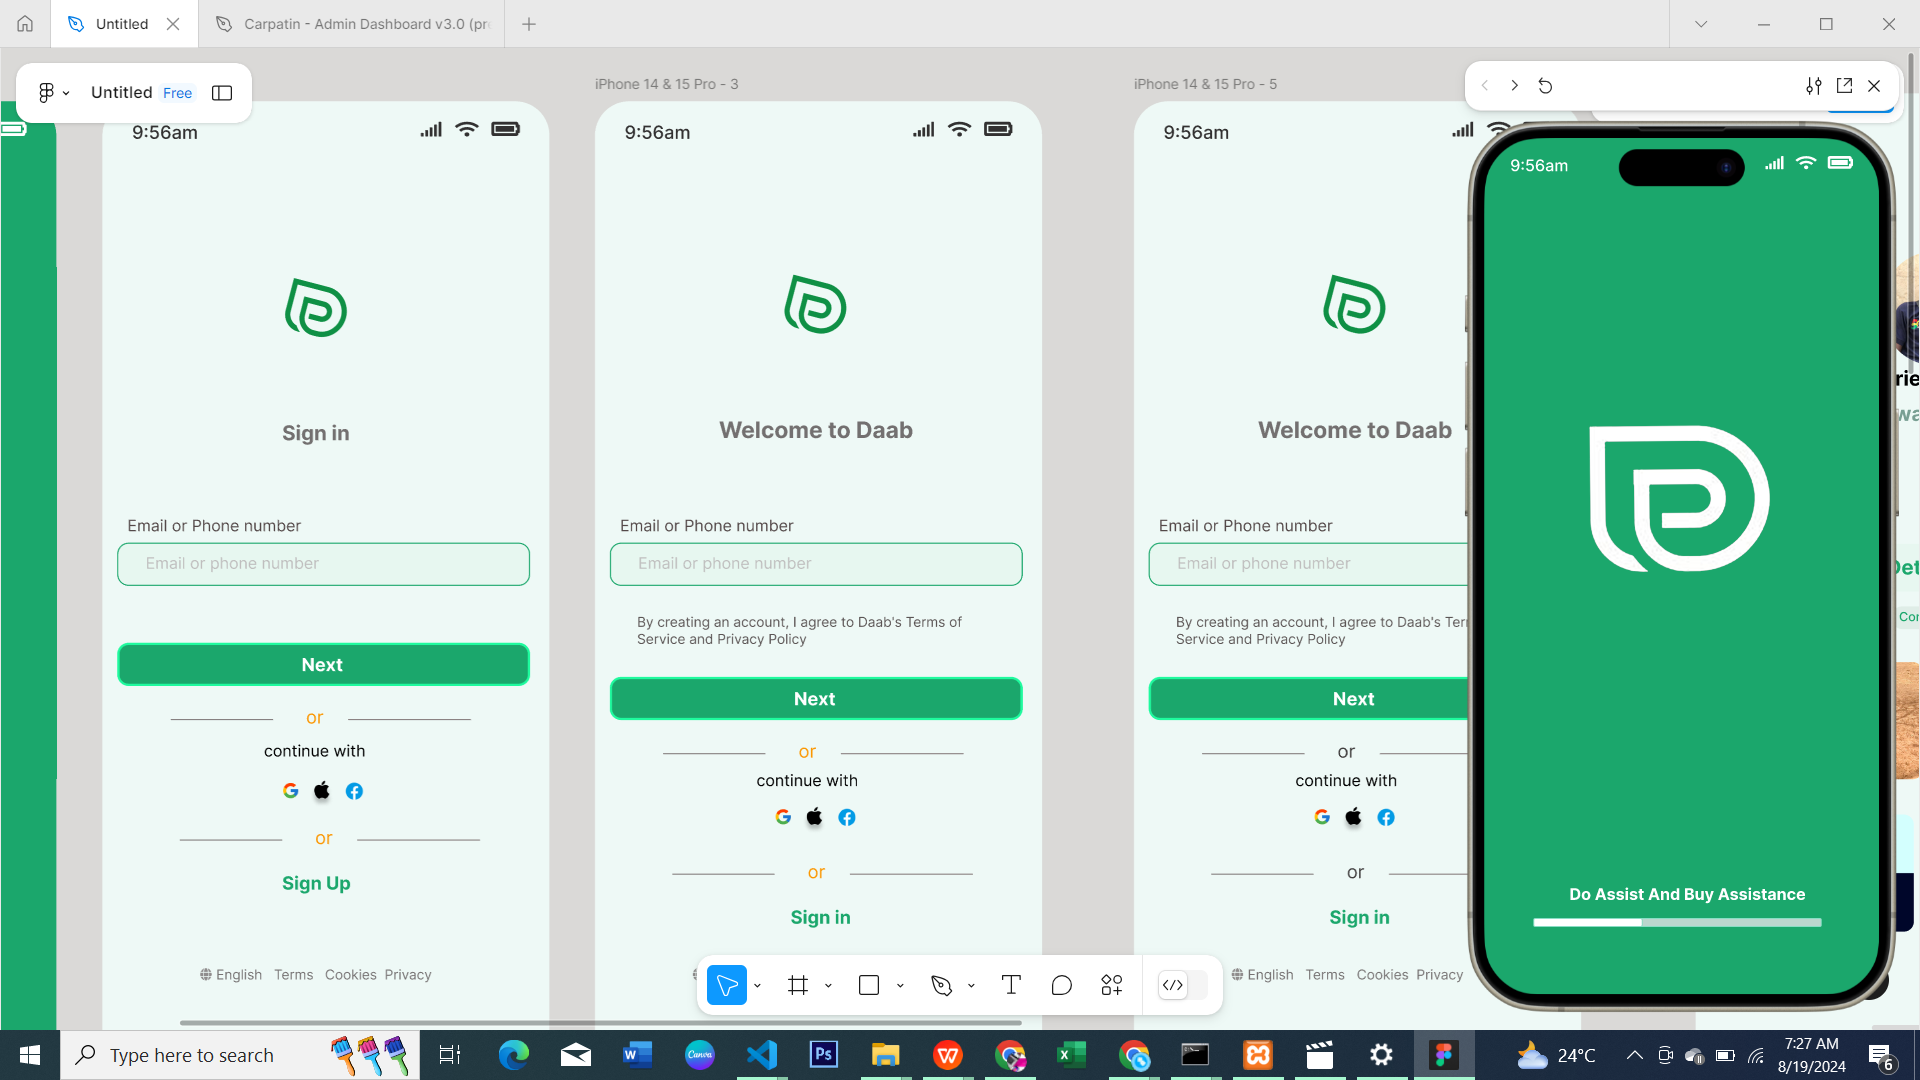 Untitled
Carpatin - Admin Dashboard v3.0 (pr
Untitled Free
iPhone 14 & 15 Pro - 3
iPhone 14 & 15 Pro - 5
9:56am
Sign in
Email or Phone number
Email or phone number
Next
or
continue with
or
Sign Up
English Terms Cookies Privacy
9:56am
Welcome to Daab
Email or Phone number
Email or phone number
By creating an account, I agree to Daab's Terms of
Service and Privacy Policy
Next
or
continue with
or
Sign in
9:56am
Welcome to Daab
Email or Phone number
Email or phone number
By creating an account, I agree to Daab's Ter
Service and Privacy Policy
Next
or
continue with
or
Sign in
English Terms Cookies Privacy
9:56am
Do Assist And Buy Assistance
Type here to search
Canva
Ps
24°C
7:27 AM
8/19/2024
6